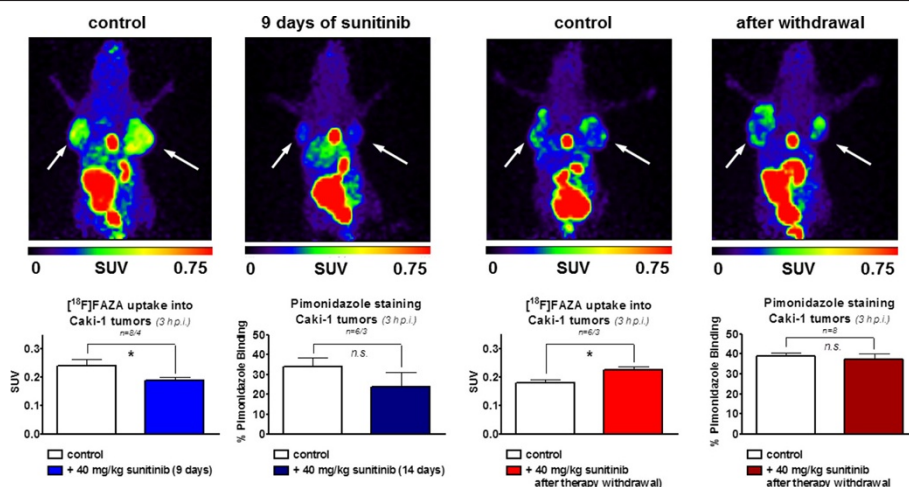 control
9 days of sunitinib
control
after withdrawal
0 SUV 0.75
0 SUV 0.75
0 SUV 0.75
0 SUV 0.75
[¹⁸F]FAZA uptake into
Caki-1 tumors (3 h p.i.)
n=8/4
*
SUV
0.3
0.2
0.1
0.0
control
+ 40 mg/kg sunitinib (9 days)
Pimonidazole staining
Caki-1 tumors (3 h p.i.)
n=6/3
n.s.
% Pimonidazole Binding
50
40
30
20
10
0
control
+ 40 mg/kg sunitinib (14 days)
[¹⁸F]FAZA uptake into
Caki-1 tumors (3 h p.i.)
n=6/3
*
SUV
0.3
0.2
0.1
0.0
control
+ 40 mg/kg sunitinib
after therapy withdrawal)
Pimonidazole staining
Caki-1 tumors (3 h p.i.)
n=8
n.s.
% Pimonidazole Binding
50
40
30
20
10
0
control
+ 40 mg/kg sunitinib
after therapy withdrawal)